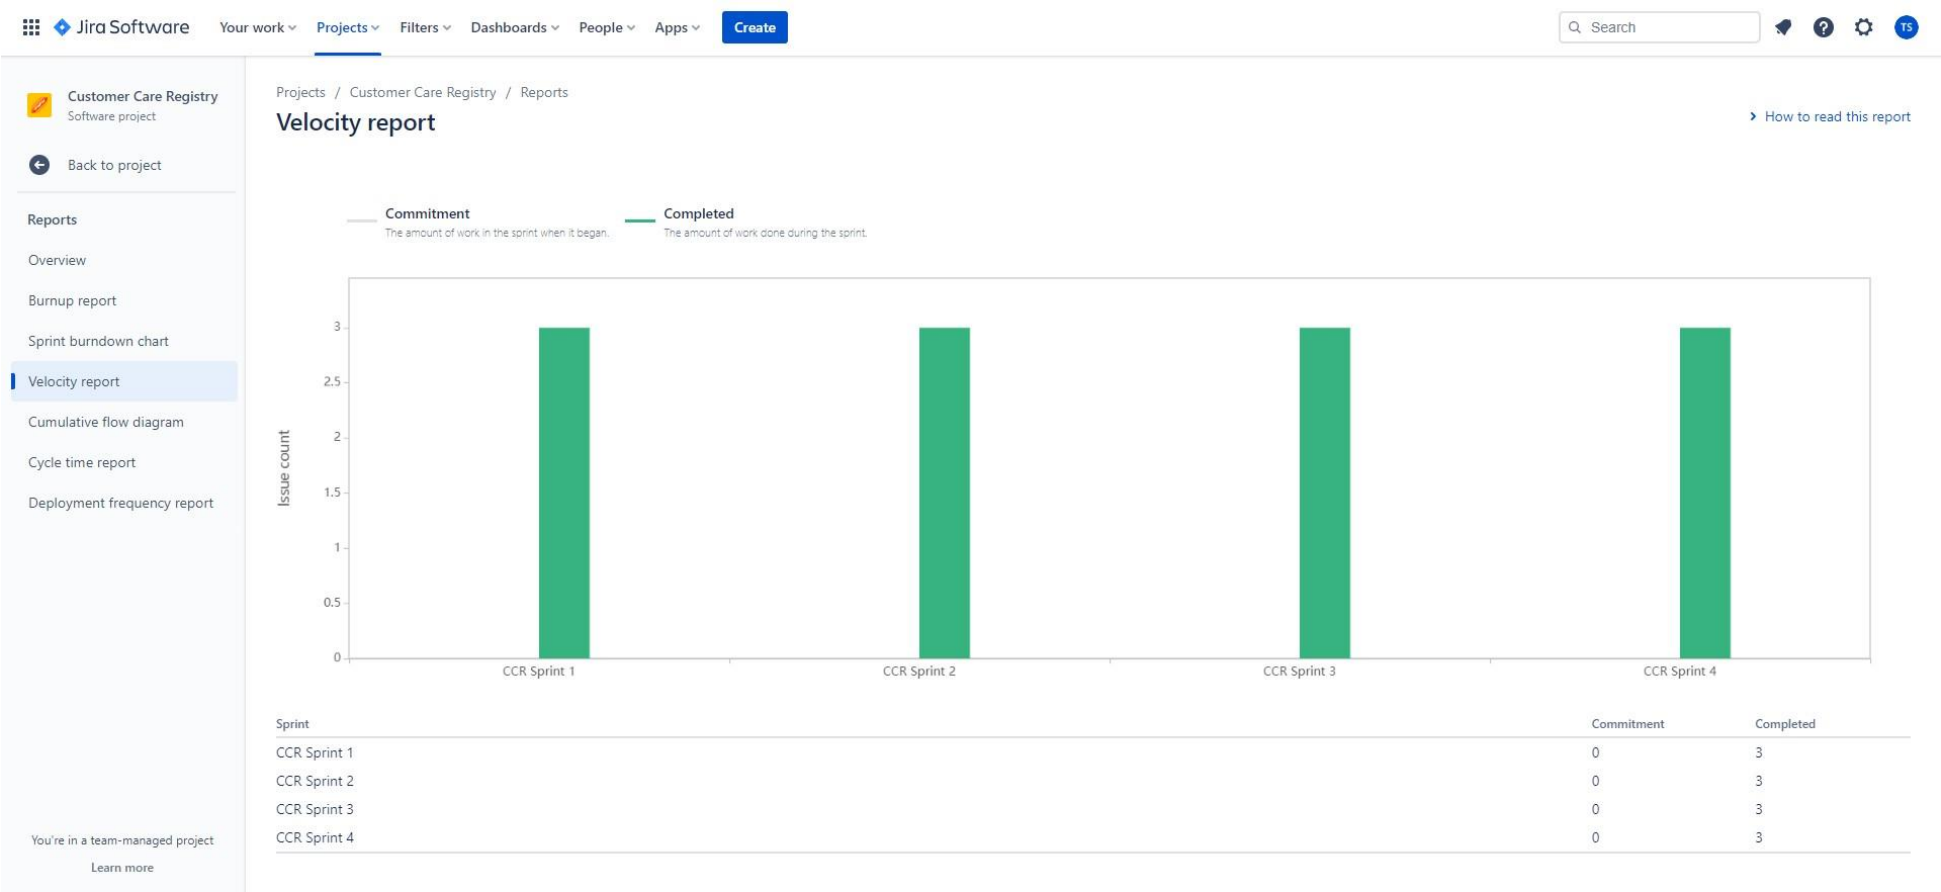 Jira Software Your work Projects Filters Dashboards People Apps Create Search TS
Customer Care Registry
Software project
Back to project
Reports
Overview
Burnup report
Sprint burndown chart
Velocity report
Cumulative flow diagram
Cycle time report
Deployment frequency report
You're in a team-managed project
Learn more
Projects / Customer Care Registry / Reports
Velocity report
How to read this report
Commitment
The amount of work in the sprint when it began.
Completed
The amount of work done during the sprint.
Issue count
3
2.5
2
1.5
1
0.5
0
CCR Sprint 1 CCR Sprint 2 CCR Sprint 3 CCR Sprint 4
Sprint Commitment Completed
CCR Sprint 1 0 3
CCR Sprint 2 0 3
CCR Sprint 3 0 3
CCR Sprint 4 0 3